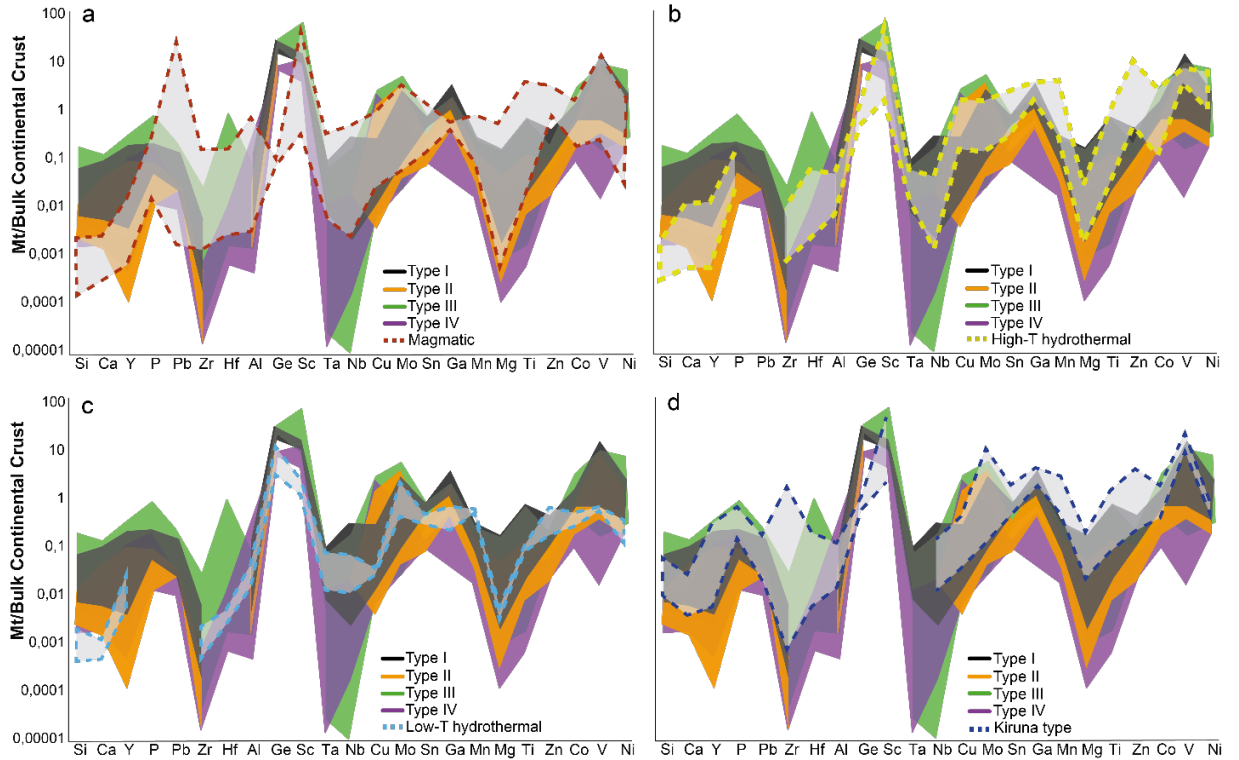 a
Mt/Bulk Continental Crust
100
10
1
0,1
0,01
0,001
0,0001
0,00001
Type I
Type II
Type III
Type IV
Magmatic
Si Ca Y P Pb Zr Hf Al Ge Sc Ta Nb Cu Mo Sn Ga Mn Mg Ti Zn Co V Ni
b
Type I
Type II
Type III
Type IV
High-T hydrothermal
Si Ca Y P Pb Zr Hf Al Ge Sc Ta Nb Cu Mo Sn Ga Mn Mg Ti Zn Co V Ni
c
Mt/Bulk Continental Crust
100
10
1
0,1
0,01
0,001
0,0001
0,00001
Type I
Type II
Type III
Type IV
Low-T hydrothermal
Si Ca Y P Pb Zr Hf Al Ge Sc Ta Nb Cu Mo Sn Ga Mn Mg Ti Zn Co V Ni
d
Type I
Type II
Type III
Type IV
Kiruna type
Si Ca Y P Pb Zr Hf Al Ge Sc Ta Nb Cu Mo Sn Ga Mn Mg Ti Zn Co V Ni